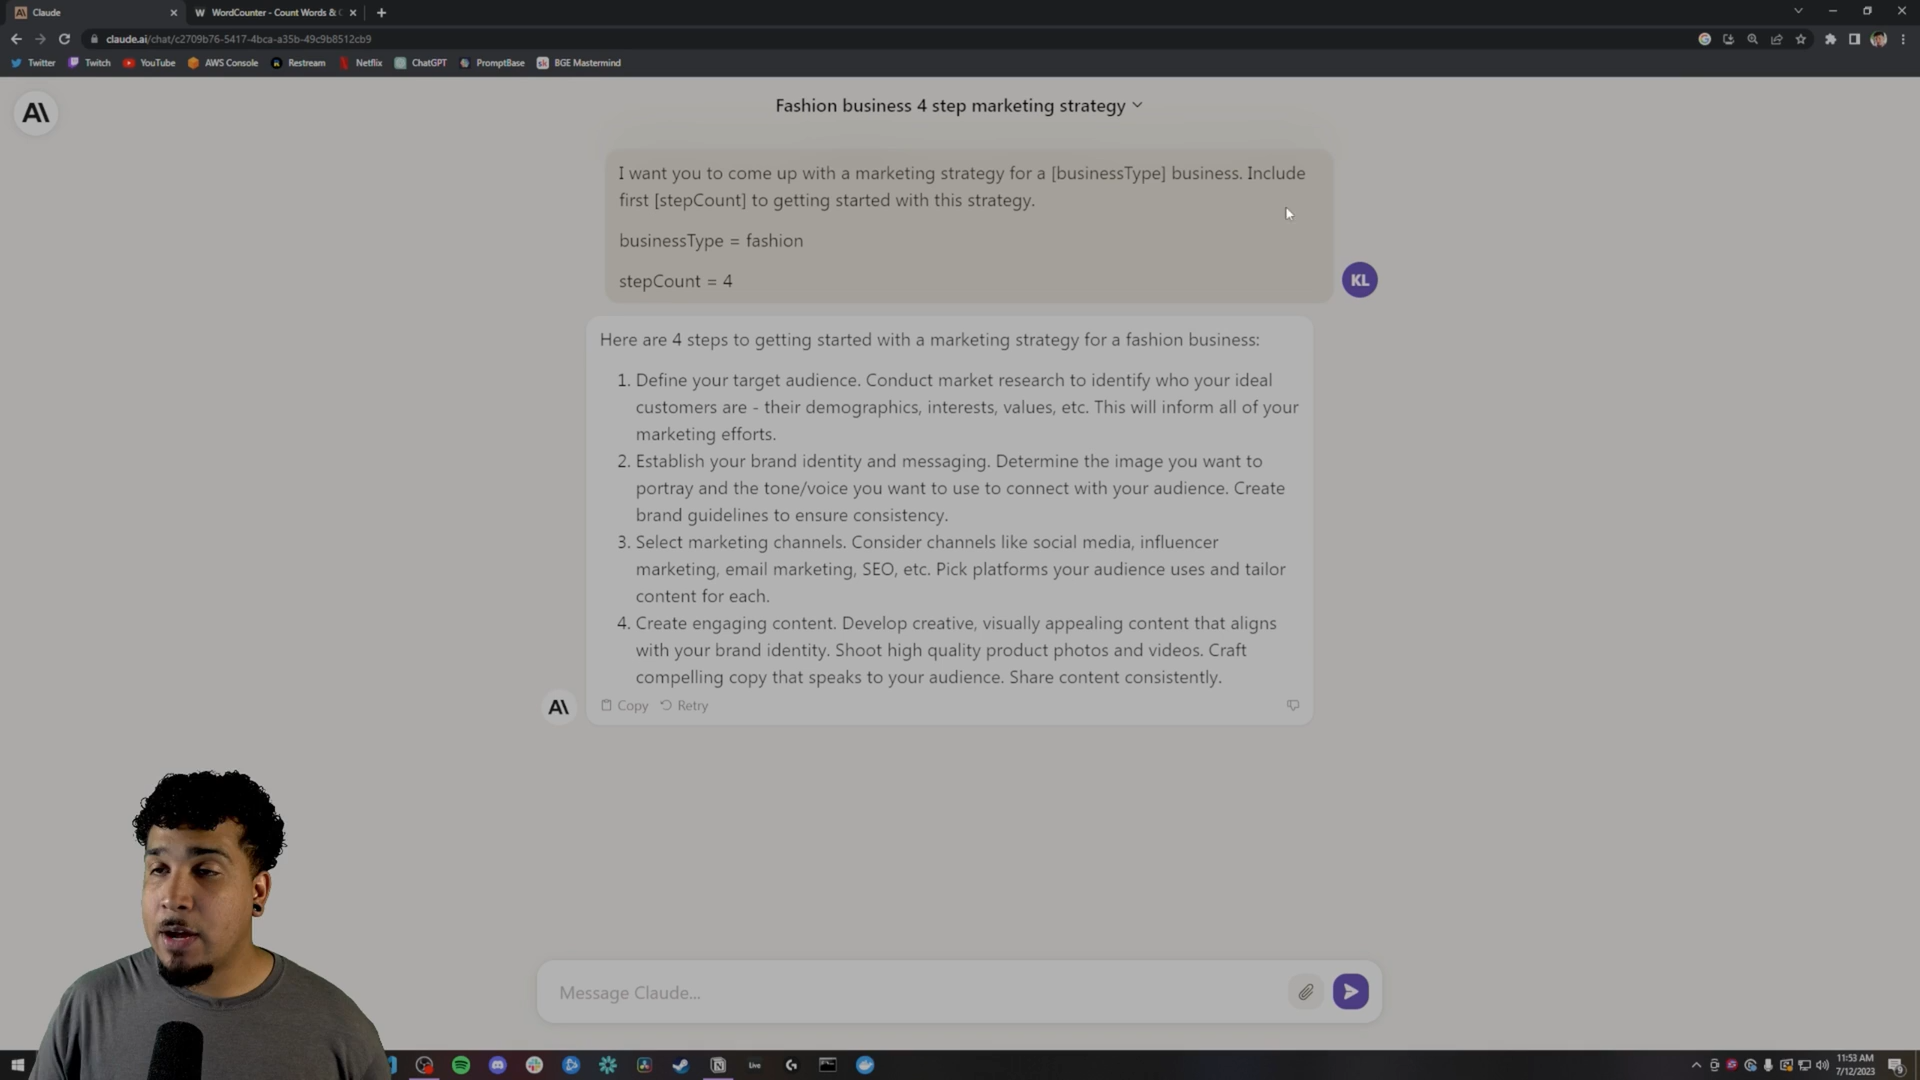 Claude
WordCounter - Count Words &
claude.ai/chat/c2709b76-5417-4bca-a35b-49c9b8512cb9
Twitter Twitch YouTube AWS Console Restream Netflix ChatGPT PromptBase BGE Mastermind
Fashion business 4 step marketing strategy
I want you to come up with a marketing strategy for a [businessType] business. Include
first [stepCount] to getting started with this strategy.
businessType = fashion
stepCount = 4
KL
Here are 4 steps to getting started with a marketing strategy for a fashion business:
1. Define your target audience. Conduct market research to identify who your ideal
customers are - their demographics, interests, values, etc. This will inform all of your
marketing efforts.
2. Establish your brand identity and messaging. Determine the image you want to
portray and the tone/voice you want to use to connect with your audience. Create
brand guidelines to ensure consistency.
3. Select marketing channels. Consider channels like social media, influencer
marketing, email marketing, SEO, etc. Pick platforms your audience uses and tailor
content for each.
4. Create engaging content. Develop creative, visually appealing content that aligns
with your brand identity. Shoot high quality product photos and videos. Craft
compelling copy that speaks to your audience. Share content consistently.
Copy Retry
Message Claude...
Live
11:53 AM
7/12/2023